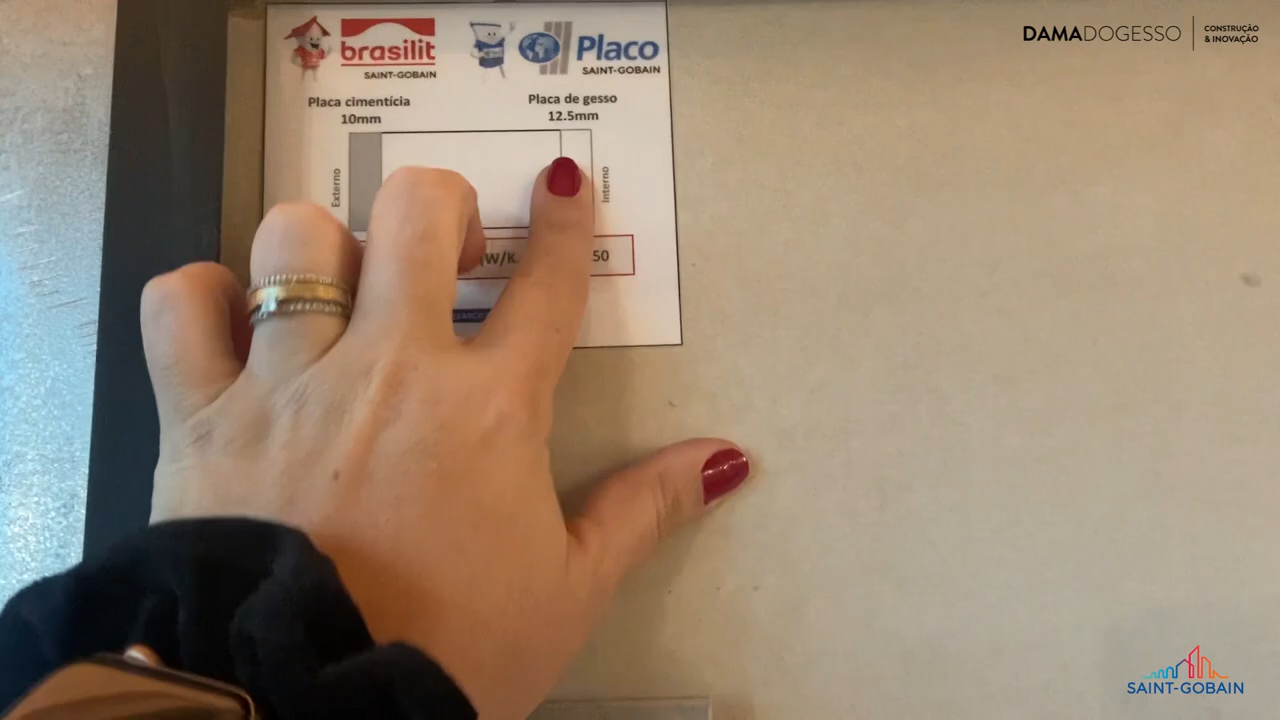 brasilit
SAINT-GOBAIN
Placo
SAINT-GOBAIN
DAMADOGESSO
CONSTRUÇÃO
& INOVAÇÃO
Placa cimentícia
10mm
Placa de gesso
12.5mm
Externo
Interno
(W/K.
50
SAINT-GOBAIN